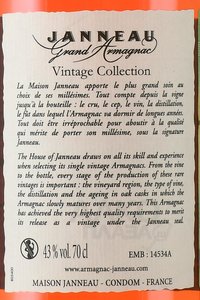 JANNEAU
Grand Armagnac
Vintage Collection
La Maison Janneau apporte le plus grand soin au
choix de ses millésimes. Tout compte depuis la vigne
jusqu'à la bouteille : le cru, le cep, le vin, la distillation,
le fût dans lequel l'Armagnac va dormir de longues années.
Tout doit être irréprochable pour aboutir à la qualité
qui mérite de porter son millésime, sous la signature
Janneau.
The House of Janneau draws on all its skill and experience
when selecting its single vintage Armagnacs. From the vine
to the bottle, every stage of the production of these rare
vintages is important : the vineyard region, the type of vine,
the distillation and the ageing in oak casks in which the
Armagnac slowly matures over many years. This Armagnac
has achieved the very highest quality requirements to merit
its release as a vintage under the Janneau name.
43 % vol. 70 cl
EMB : 14534A
www.armagnac-janneau.com
MAISON JANNEAU - CONDOM - FRANCE